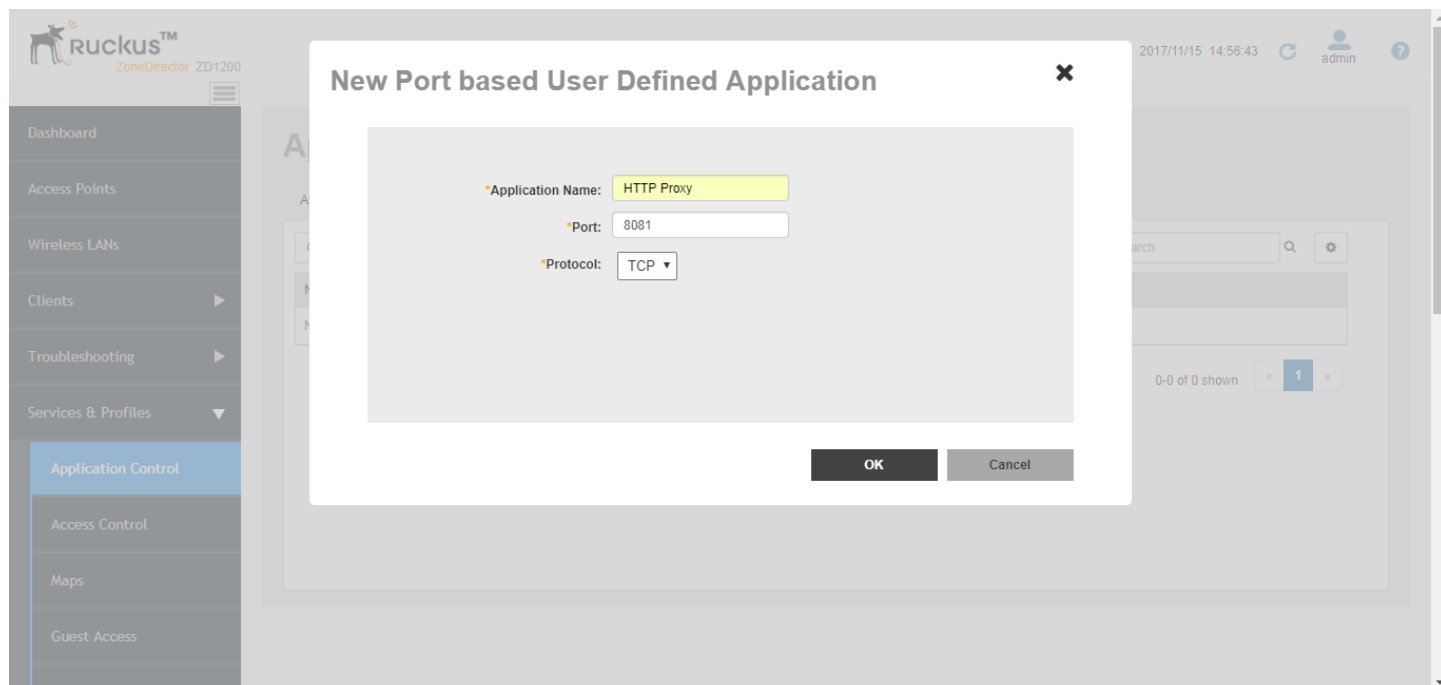 RUCKUS™
ZoneDirector ZD1200
2017/11/15 14:56:43
admin
?
New Port based User Defined Application
Dashboard
Access Points
Wireless LANs
Clients
Troubleshooting
Services & Profiles
Application Control
Access Control
Maps
Guest Access
*Application Name: HTTP Proxy
*Port: 8081
*Protocol: TCP
OK Cancel
0-0 of 0 shown « 1 »